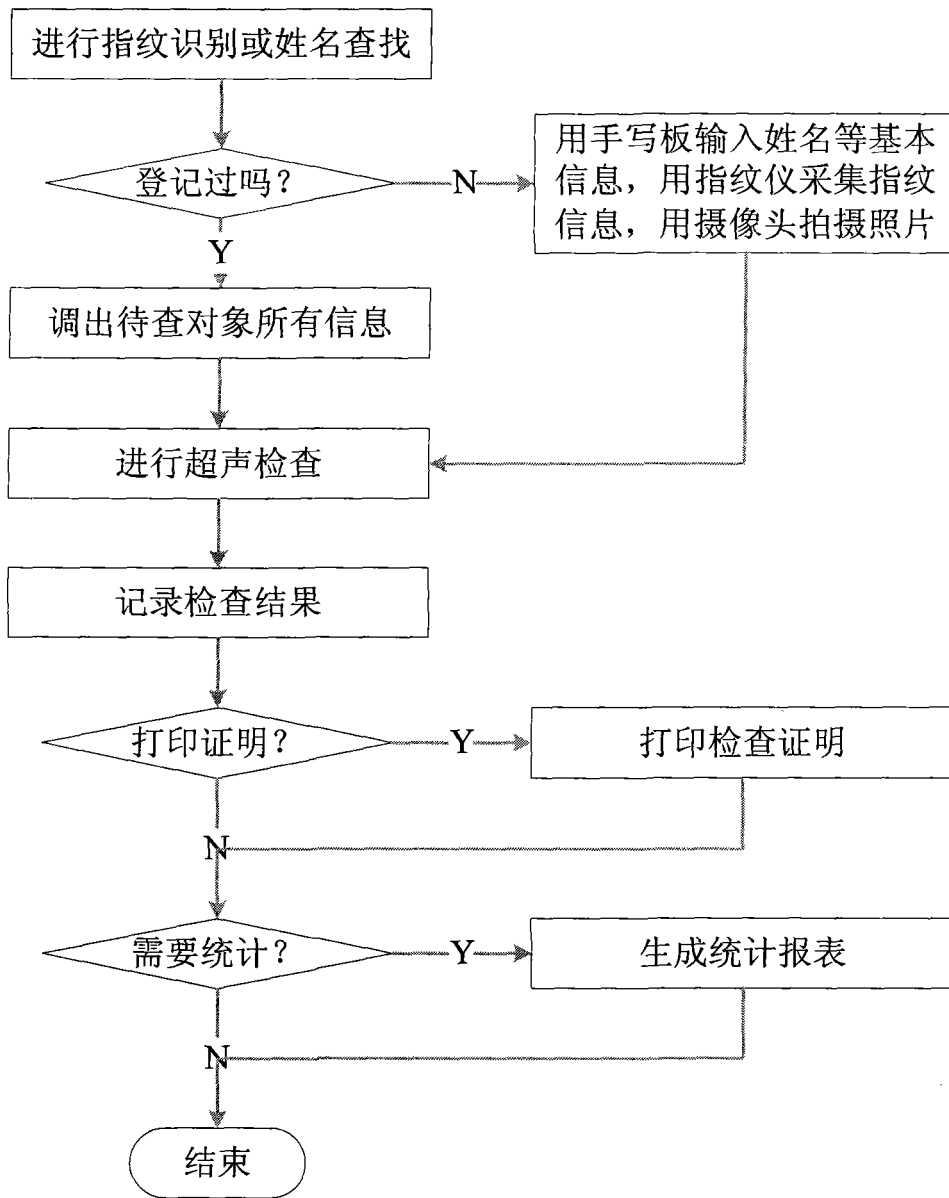 进行指纹识别或姓名查找
登记过吗？
N
用手写板输入姓名等基本
信息，用指纹仪采集指纹
信息，用摄像头拍摄照片
Y
调出待查对象所有信息
进行超声检查
记录检查结果
打印证明？
Y
打印检查证明
N
需要统计？
Y
生成统计报表
N
结束